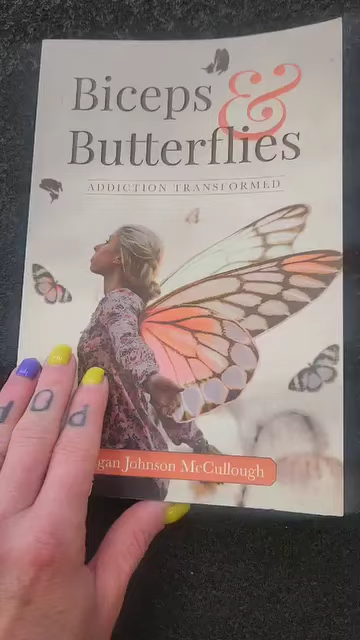 Biceps &
Butterflies
ADDICTION TRANSFORMED
gan Johnson McCullough